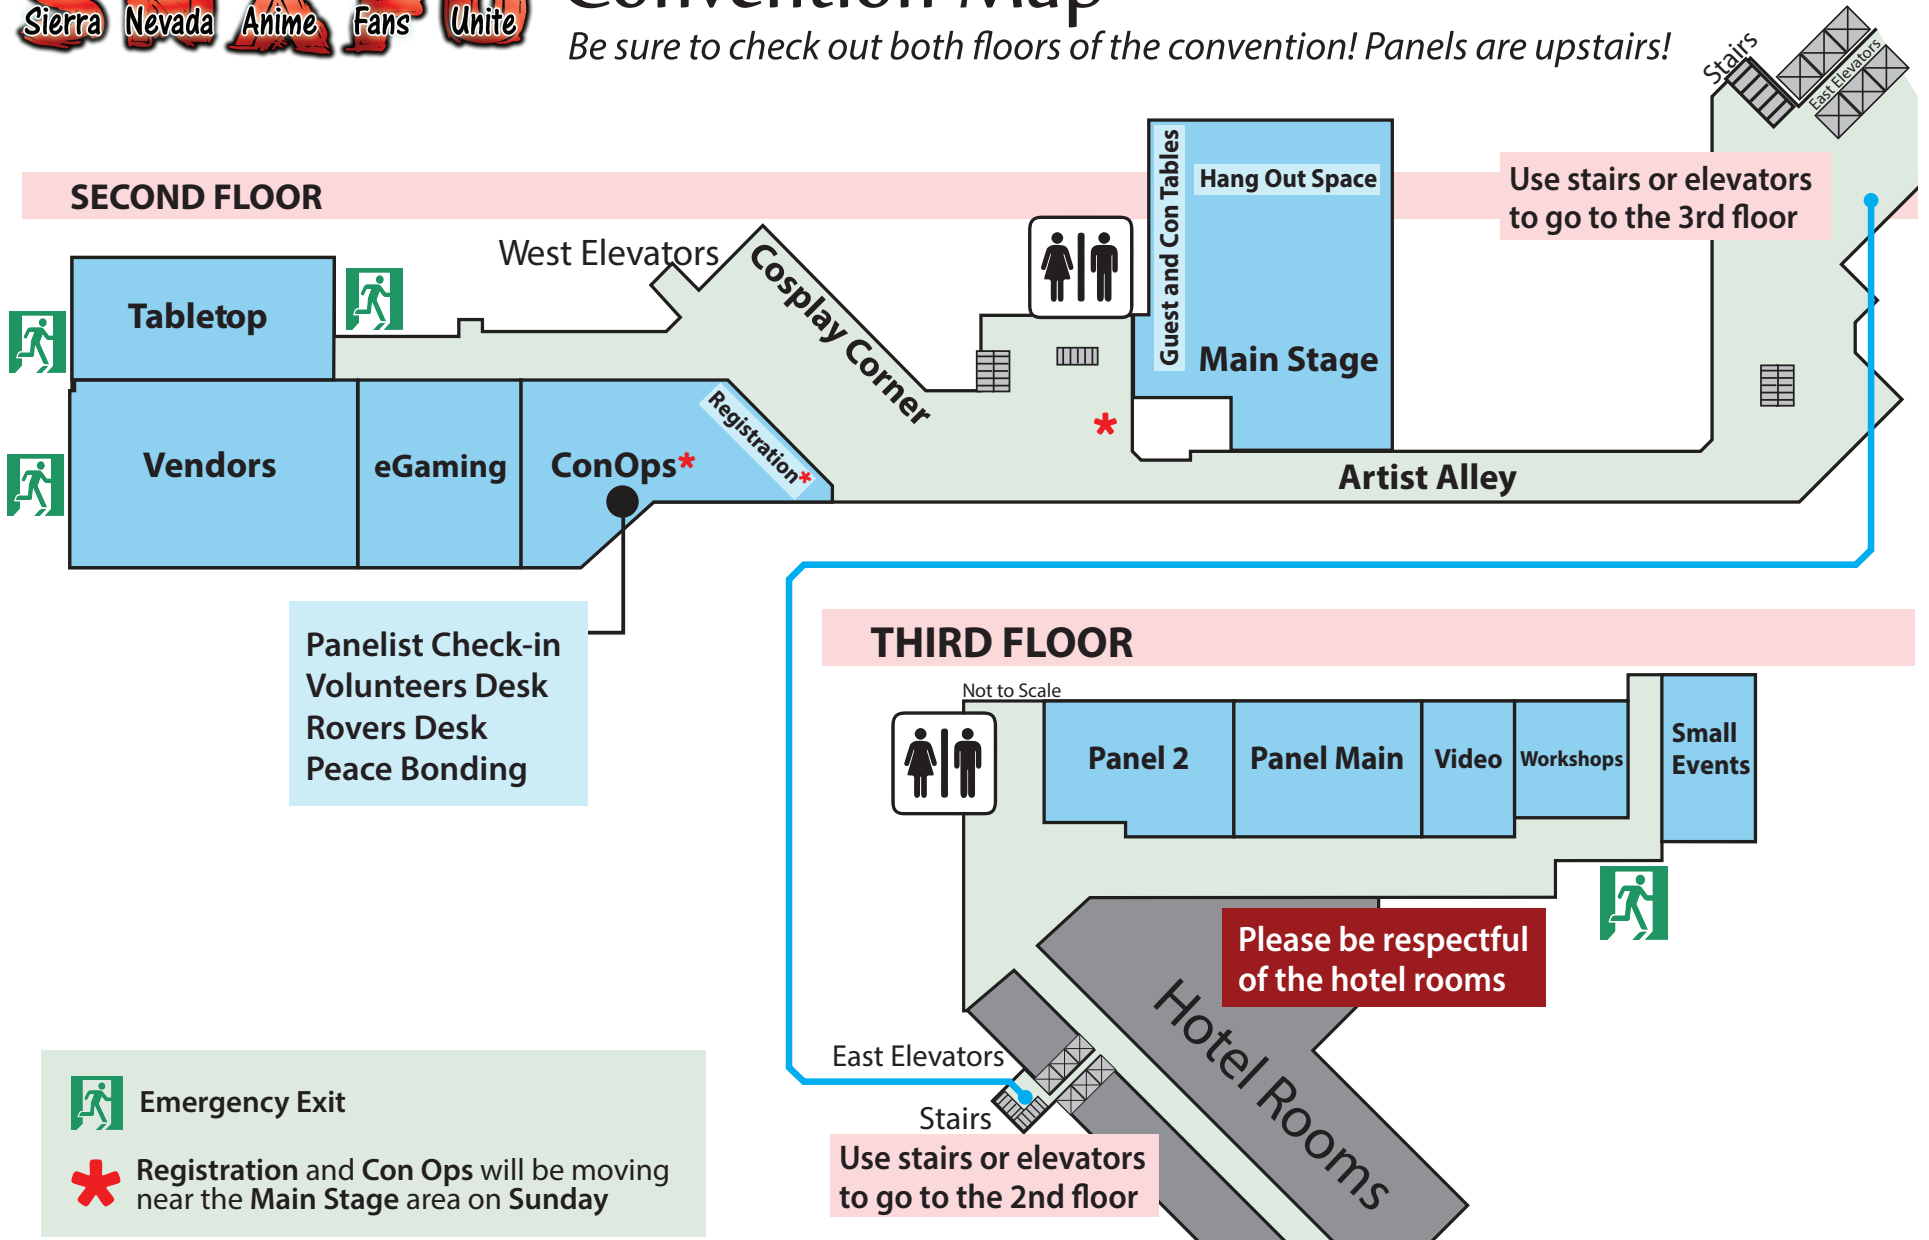 Sierra Nevada Anime Fans Unite
Convention Map
Be sure to check out both floors of the convention! Panels are upstairs!
Stairs
East Elevators
SECOND FLOOR
Use stairs or elevators
to go to the 3rd floor
West Elevators
Tabletop
Cosplay Corner
Guest and Con Tables
Hang Out Space
Main Stage
*
Vendors
eGaming
ConOps*
Registration*
Artist Alley
Panelist Check-in
Volunteers Desk
Rovers Desk
Peace Bonding
THIRD FLOOR
Not to Scale
Panel 2
Panel Main
Video
Workshops
Small
Events
Please be respectful
of the hotel rooms
Hotel Rooms
East Elevators
Stairs
Use stairs or elevators
to go to the 2nd floor
Emergency Exit
* Registration and Con Ops will be moving
near the Main Stage area on Sunday